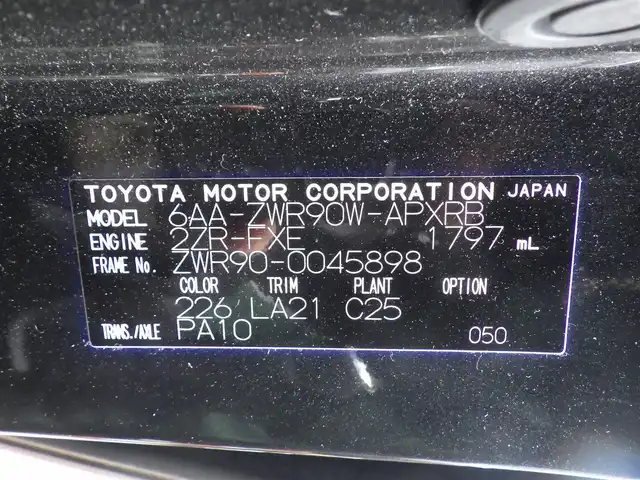 TOYOTA MOTOR CORPORATION JAPAN
MODEL 6AA-ZWR90W-APXRB
ENGINE 2ZR-FXE 1797 mL
FRAME No. ZWR90-0045898
COLOR TRIM PLANT OPTION
226 LA21 C25
TRANS./AXLE PA10 050